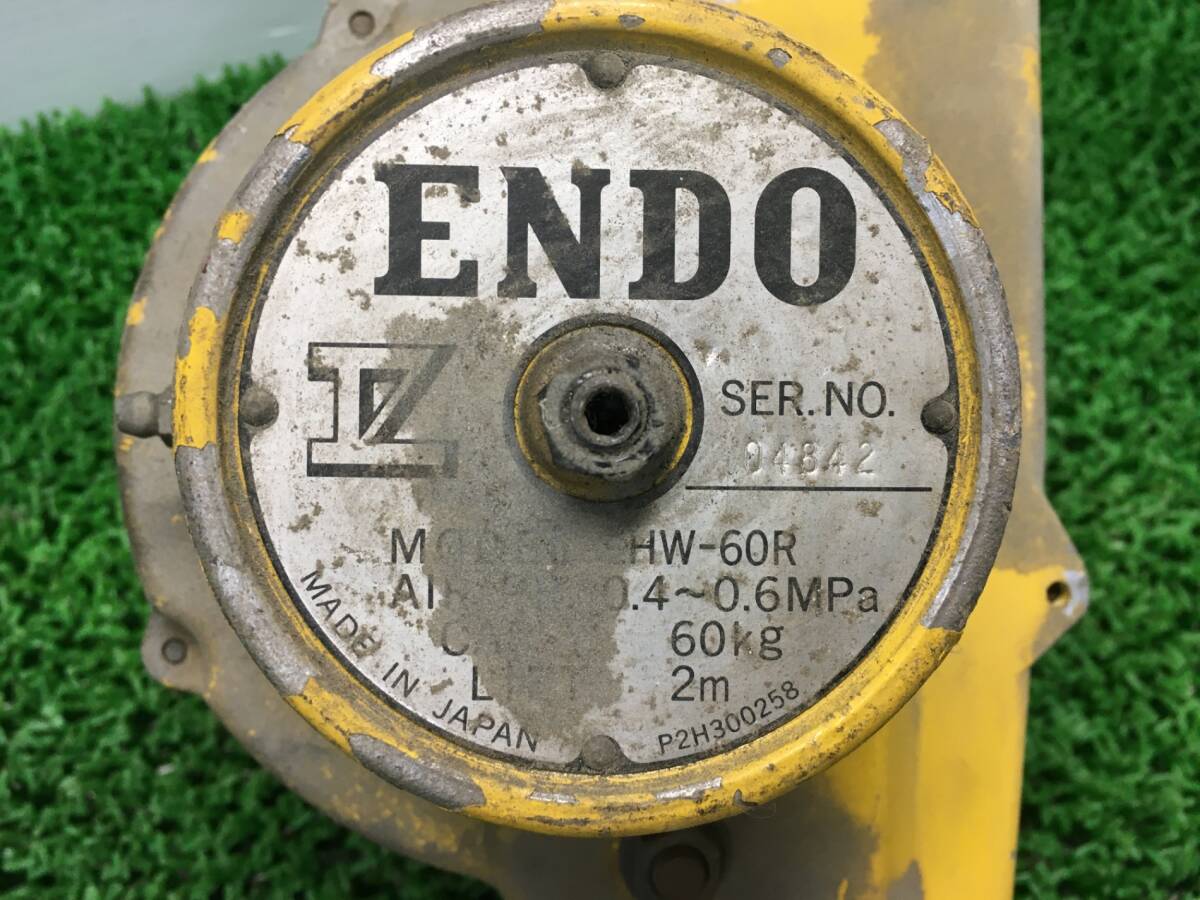 ENDO
SER. NO.
04842
HW-60R
0.4~0.6MPa
60kg
2m
MADE IN JAPAN
P2H300258